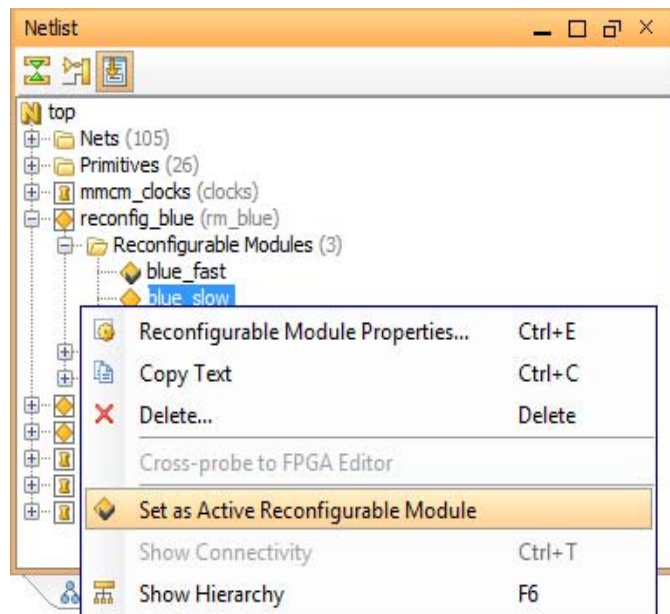 Netlist
top
Nets (105)
Primitives (26)
mmcm_clocks (clocks)
reconfig_blue (rm_blue)
Reconfigurable Modules (3)
blue_fast
blue_slow
Reconfigurable Module Properties... Ctrl+E
Copy Text Ctrl+C
Delete... Delete
Cross-probe to FPGA Editor
Set as Active Reconfigurable Module
Show Connectivity Ctrl+T
Show Hierarchy F6